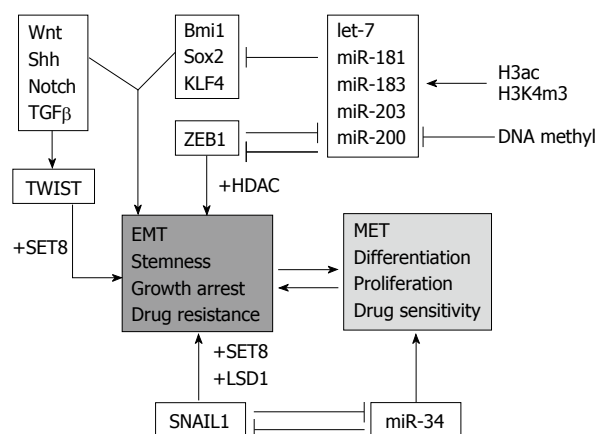 Wnt
Shh
Notch
TGFβ
Bmi1
Sox2
KLF4
let-7
miR-181
miR-183
miR-203
miR-200
H3ac
H3K4m3
DNA methyl
ZEB1
+HDAC
TWIST
+SET8
EMT
Stemness
Growth arrest
Drug resistance
MET
Differentiation
Proliferation
Drug sensitivity
+SET8
+LSD1
SNAIL1
miR-34